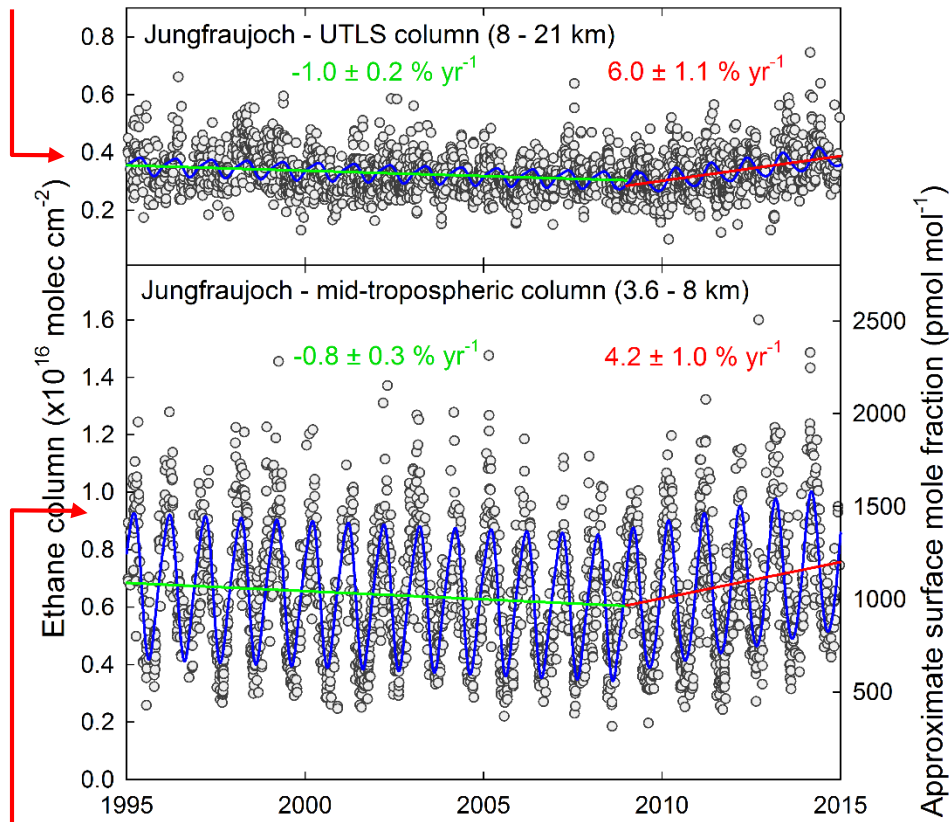 Jungfraujoch - UTLS column (8 - 21 km)
-1.0 ± 0.2 % yr⁻¹
6.0 ± 1.1 % yr⁻¹
0.8
0.6
0.4
0.2
Jungfraujoch - mid-tropospheric column (3.6 - 8 km)
-0.8 ± 0.3 % yr⁻¹
4.2 ± 1.0 % yr⁻¹
1.6
1.4
1.2
1.0
0.8
0.6
0.4
0.2
0.0
2500
2000
1500
1000
500
1995
2000
2005
2010
2015
Ethane column (x10¹⁶ molec cm⁻²)
Approximate surface mole fraction (pmol mol⁻¹)